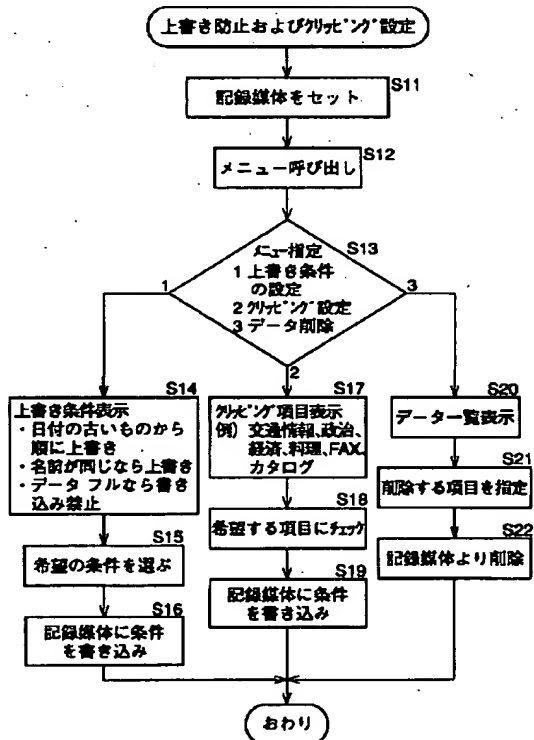 上書き防止およびｸﾘｯﾋﾟﾝｸﾞ設定
S11
記録媒体をセット
S12
メニュー呼び出し
S13
ﾒﾆｭｰ指定
1 上書き条件
の設定
2 ｸﾘｯﾋﾟﾝｸﾞ設定
3 データ削除
1
2
3
S14
上書き条件表示
・日付の古いものから
順に上書き
・名前が同じなら上書き
・データ フルなら書き
込み禁止
S15
希望の条件を選ぶ
S16
記録媒体に条件
を書き込み
S17
ｸﾘｯﾋﾟﾝｸﾞ項目表示
例）交通情報、政治、
経済、料理、FAX、
カタログ
S18
希望する項目にﾁｪｯｸ
S19
記録媒体に条件
を書き込み
S20
データ一覧表示
S21
削除する項目を指定
S22
記録媒体より削除
おわり